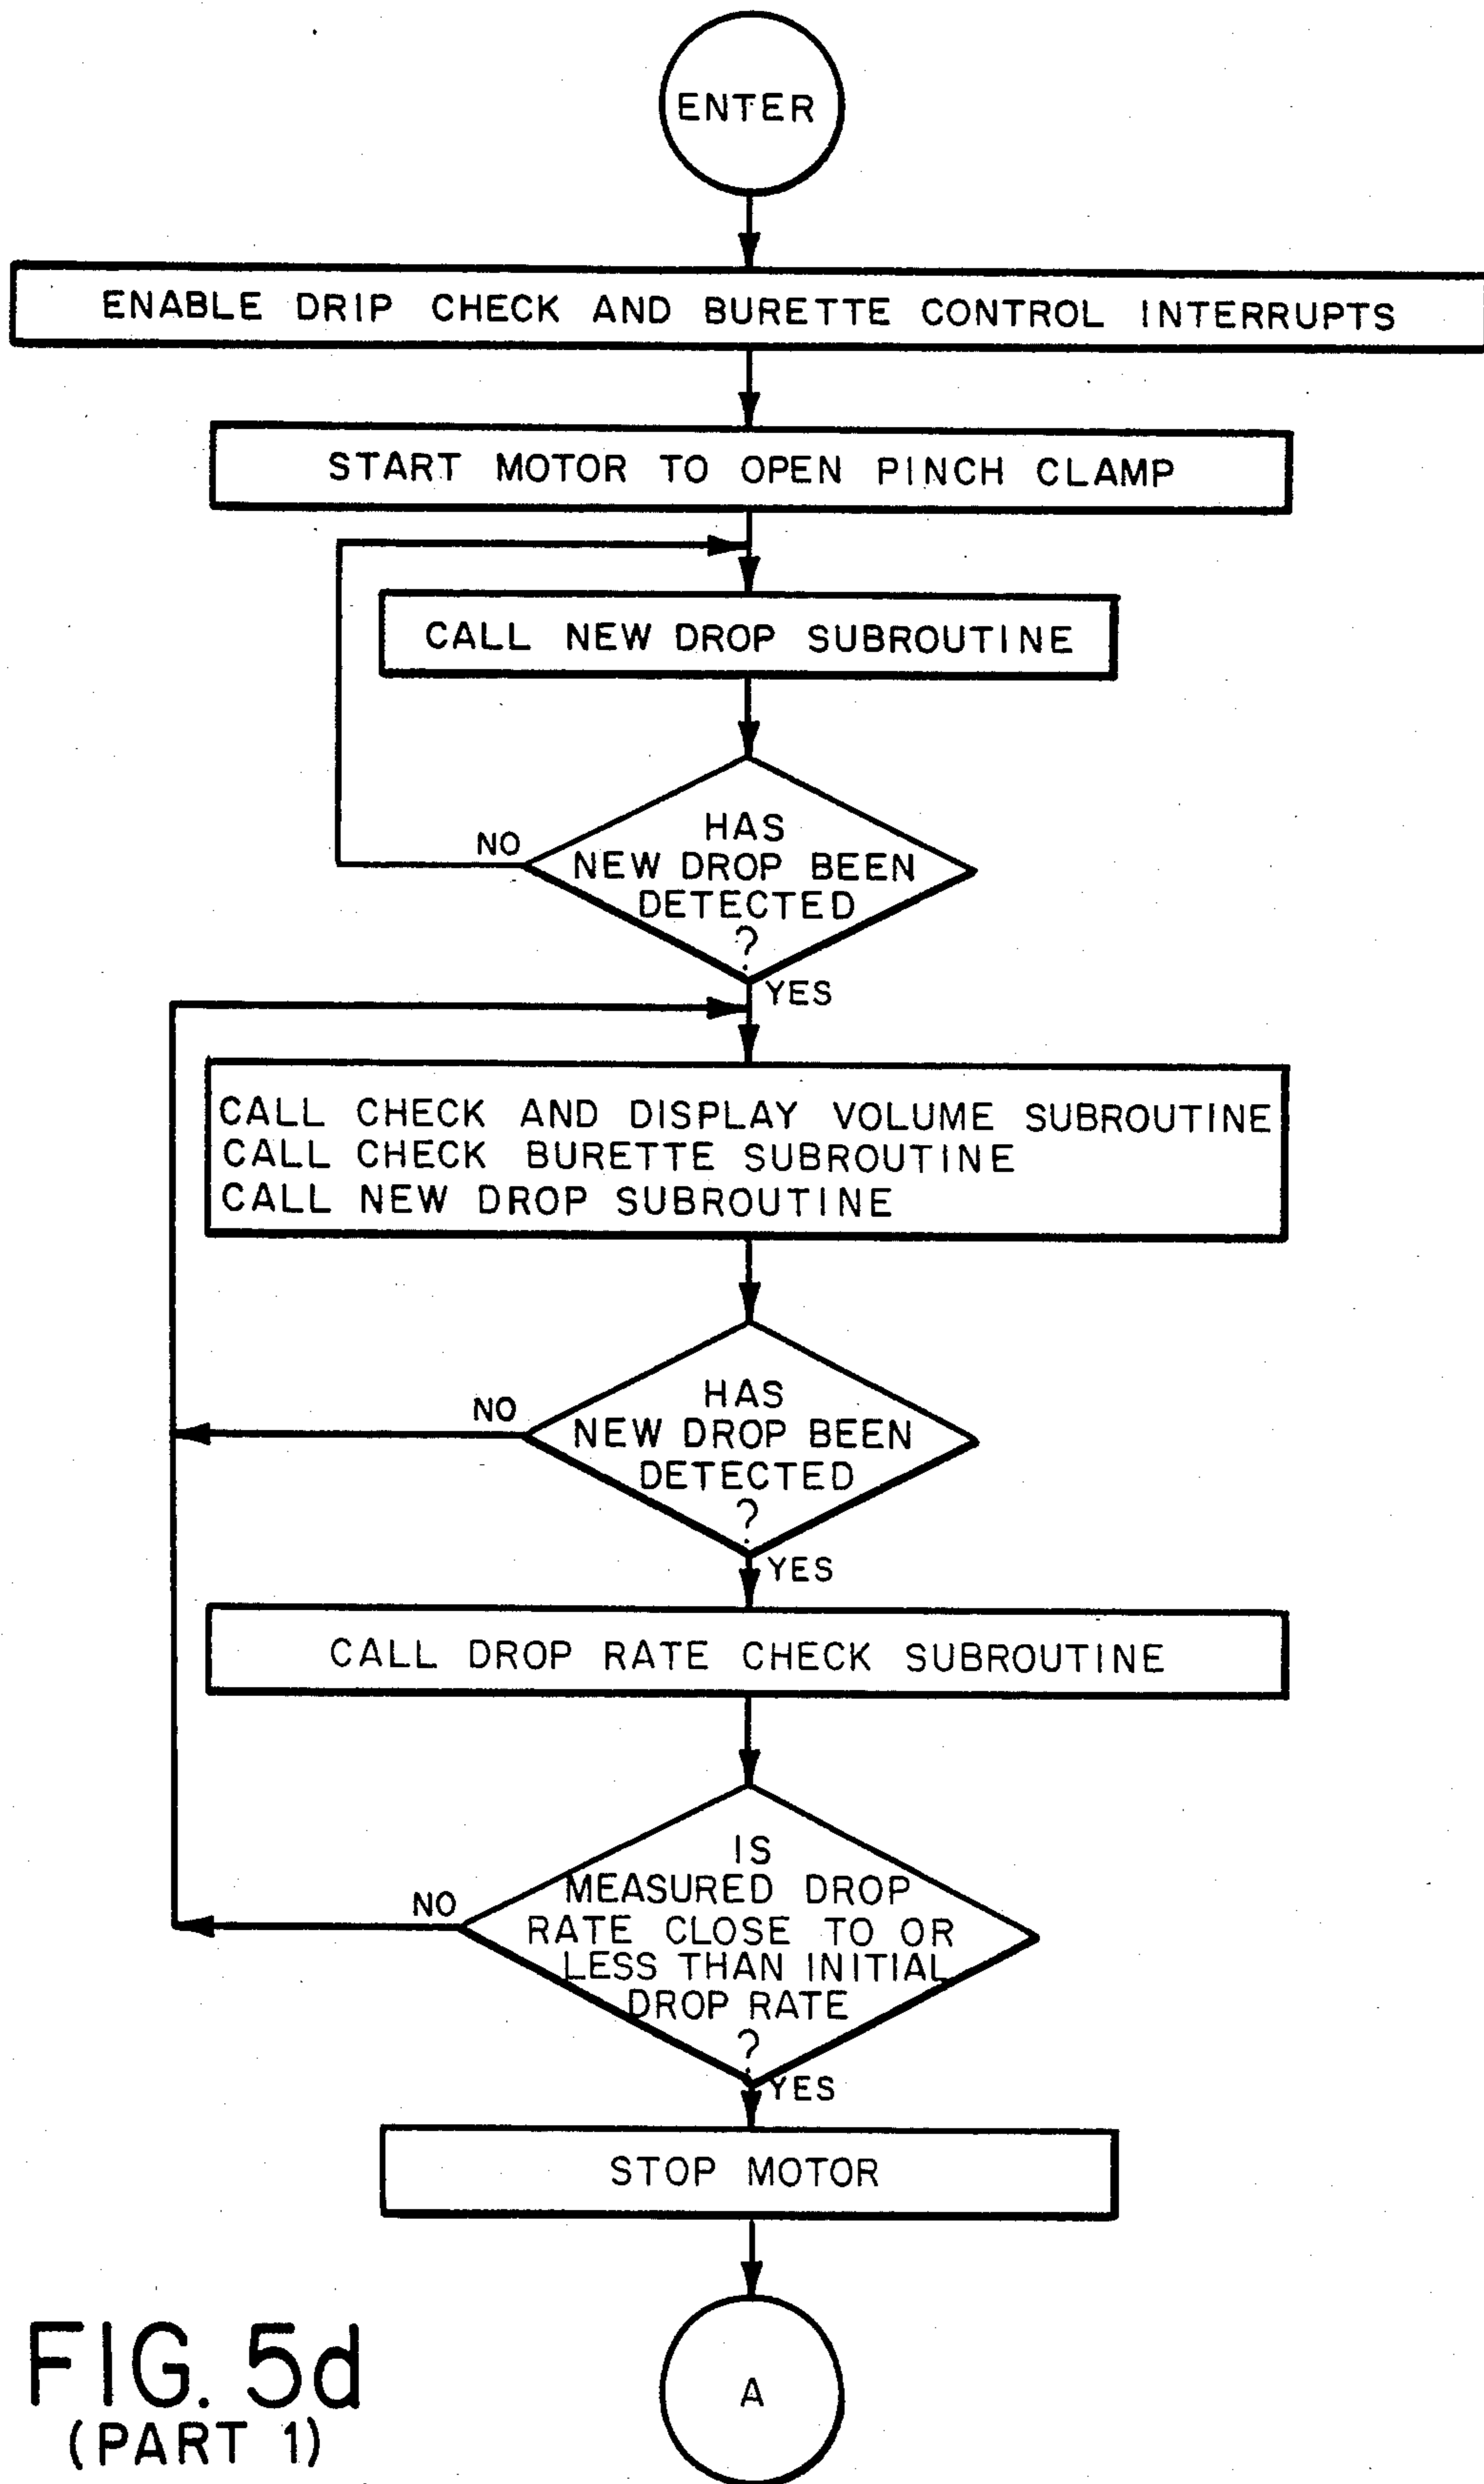 ENTER
ENABLE DRIP CHECK AND BURETTE CONTROL INTERRUPTS
START MOTOR TO OPEN PINCH CLAMP
CALL NEW DROP SUBROUTINE
HAS
NO
NEW DROP BEEN
DETECTED
?
YES
CALL CHECK AND DISPLAY VOLUME SUBROUTINE
CALL CHECK BURETTE SUBROUTINE
CALL NEW DROP SUBROUTINE
HAS
NO
NEW DROP BEEN
DETECTED
?
YES
CALL DROP RATE CHECK SUBROUTINE
IS
MEASURED DROP
NO
RATE CLOSE TO OR
LESS THAN INITIAL
DROP RATE
?
YES
STOP MOTOR
A
FIG. 5d
(PART 1)